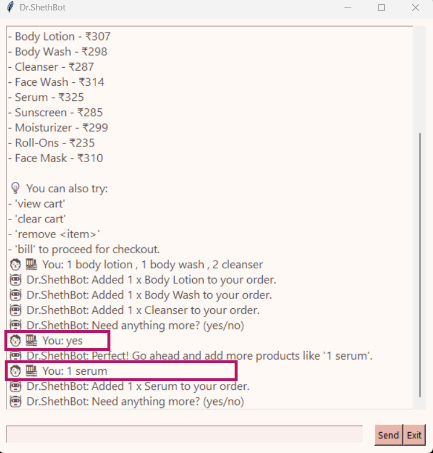 Dr.ShethBot
- Body Lotion - ₹307
- Body Wash - ₹298
- Cleanser - ₹287
- Face Wash - ₹314
- Serum - ₹325
- Sunscreen - ₹285
- Moisturizer - ₹299
- Roll-Ons - ₹235
- Face Mask - ₹310
You can also try:
- 'view cart'
- 'clear cart'
- 'remove <item>'
- 'bill' to proceed for checkout.
You: 1 body lotion , 1 body wash , 2 cleanser
Dr.ShethBot: Added 1 x Body Lotion to your order.
Dr.ShethBot: Added 1 x Body Wash to your order.
Dr.ShethBot: Added 1 x Cleanser to your order.
Dr.ShethBot: Need anything more? (yes/no)
You: yes
Dr.ShethBot: Perfect! Go ahead and add more products like '1 serum'.
You: 1 serum
Dr.ShethBot: Added 1 x Serum to your order.
Dr.ShethBot: Need anything more? (yes/no)
Send Exit